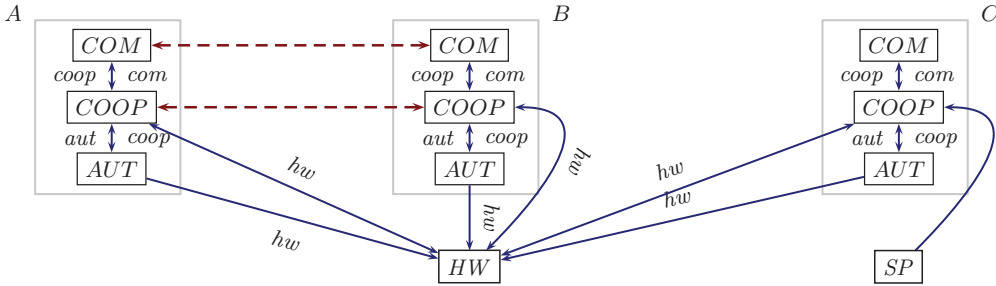 A B C
COM COM COM
coop com coop com coop com
COOP COOP COOP
aut coop aut coop aut coop
AUT AUT AUT
hw hw hw
hw hw hw
HW SP